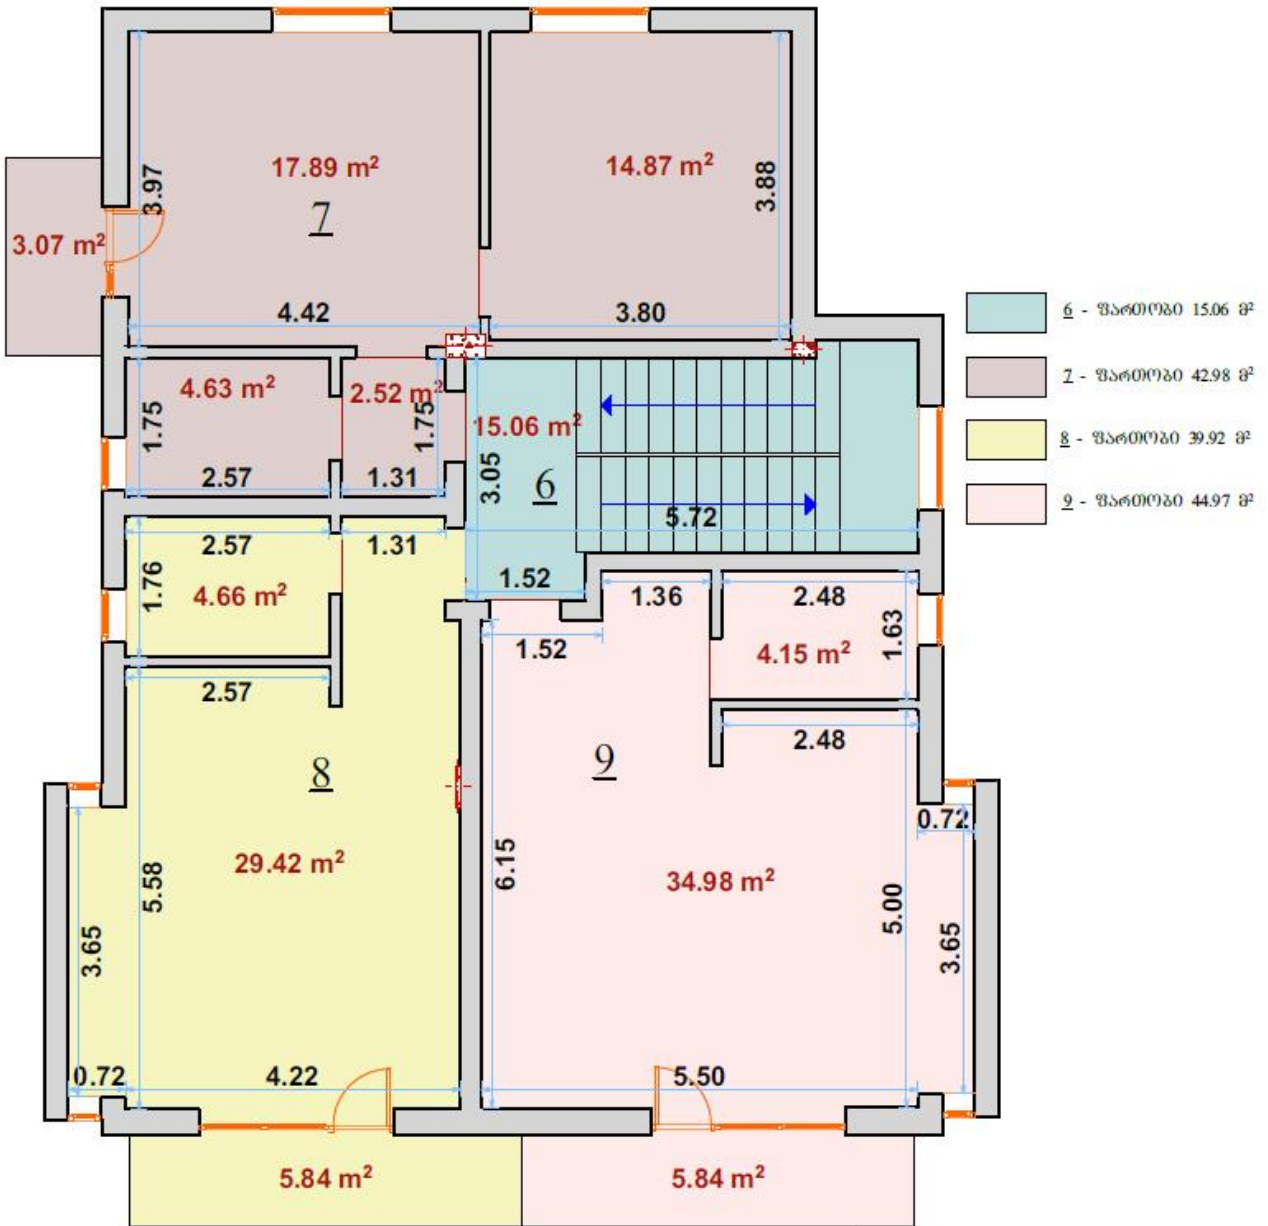 17.89 m²
14.87 m²
3.97
3.88
7
3.07 m²
4.42
3.80
6 - ფართობი 15.06 მ²
7 - ფართობი 42.98 მ²
8 - ფართობი 39.92 მ²
9 - ფართობი 44.97 მ²
4.63 m²
2.52 m²
1.75
1.75
15.06 m²
3.05
2.57
1.31
6
5.72
2.57
1.31
1.76
4.66 m²
1.52
1.36
2.48
1.63
1.52
4.15 m²
2.57
2.48
8
9
0.72
29.42 m²
5.58
6.15
34.98 m²
5.00
3.65
3.65
0.72
4.22
5.50
5.84 m²
5.84 m²